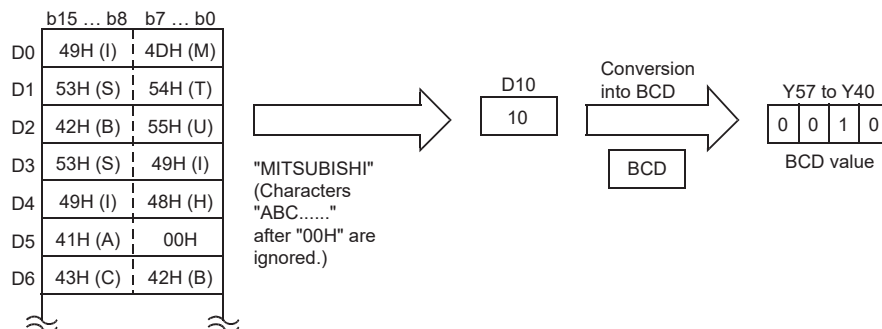 b15 … b8 b7 … b0
D0 49H (I) 4DH (M)
D1 53H (S) 54H (T)
D2 42H (B) 55H (U)
D3 53H (S) 49H (I)
D4 49H (I) 48H (H)
D5 41H (A) 00H
D6 43H (C) 42H (B)
"MITSUBISHI"
(Characters
"ABC......"
after "00H" are
ignored.)
D10
10
Conversion
into BCD
BCD
Y57 to Y40
0 0 1 0
BCD value